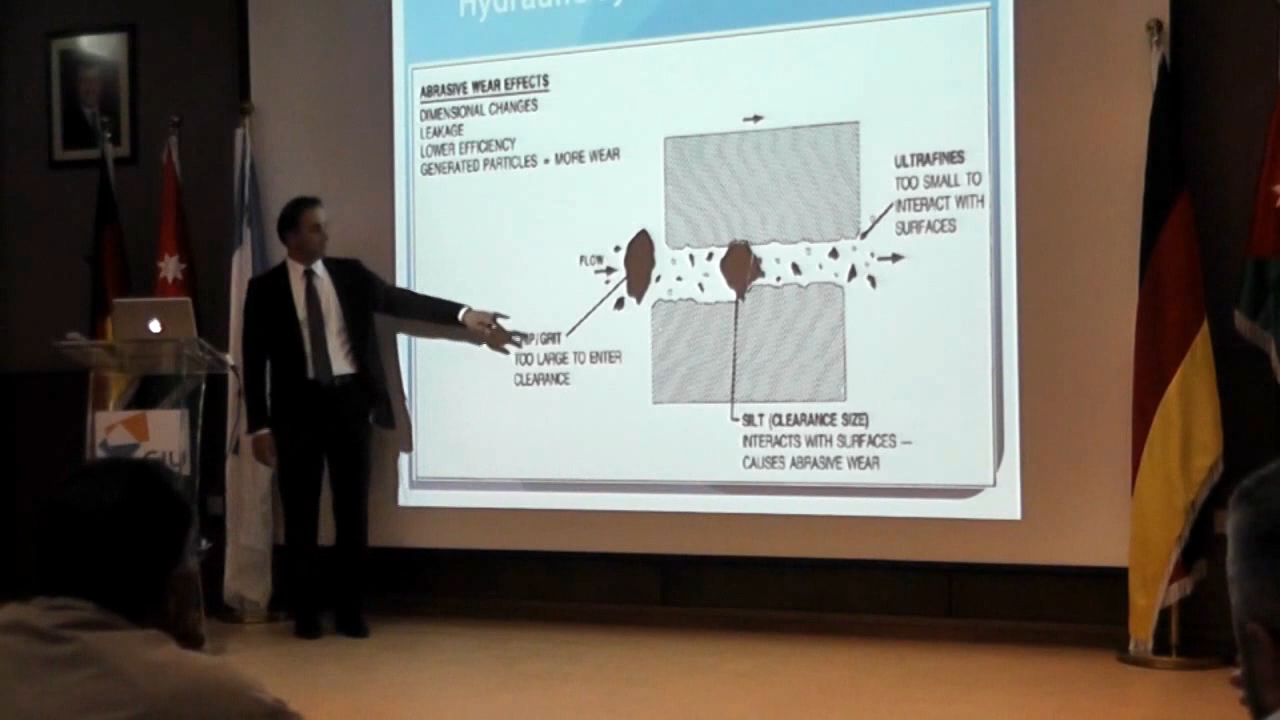 ABRASIVE WEAR EFFECTS
DIMENSIONAL CHANGES
LEAKAGE
LOWER EFFICIENCY
GENERATED PARTICLES = MORE WEAR
ULTRAFINES
TOO SMALL TO
INTERACT WITH
SURFACES
FLOW
TOO LARGE TO ENTER
CLEARANCE
SILT (CLEARANCE SIZE)
INTERACTS WITH SURFACES —
CAUSES ABRASIVE WEAR